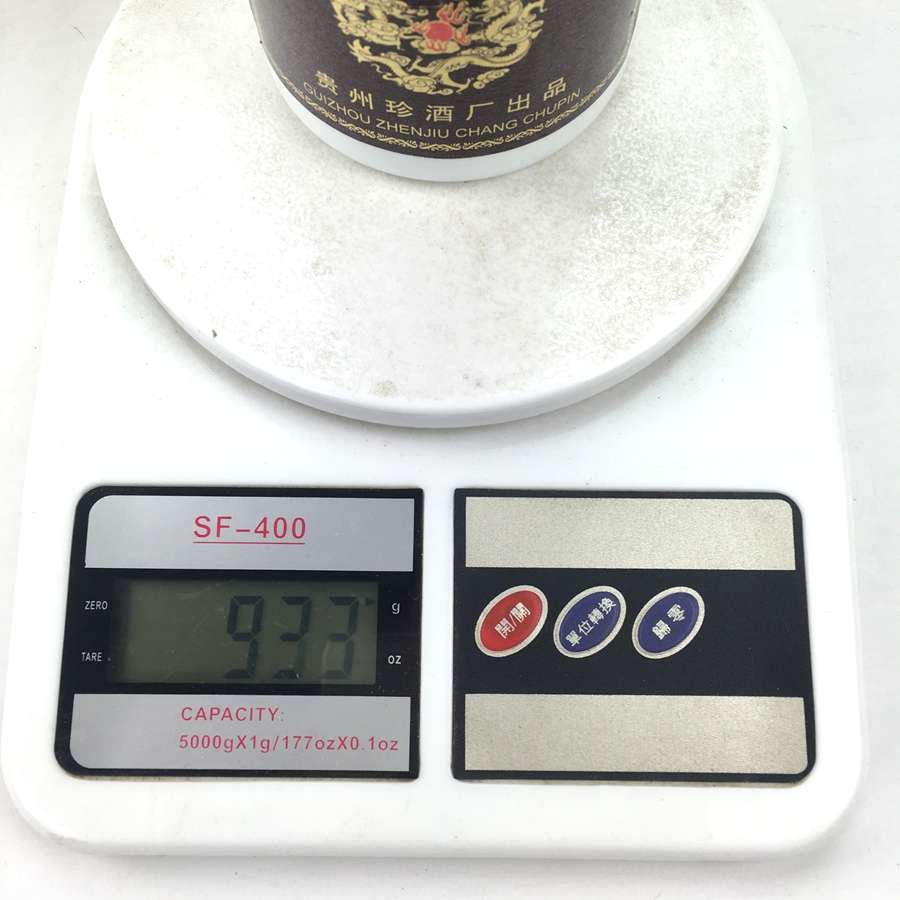 贵州珍酒厂出品
GUIZHOU ZHENJIU CHANG CHUPIN
SF-400
ZERO
933
g
TARE
oz
CAPACITY:
5000gX1g/177ozX0.1oz
開/關
單位轉換
歸零